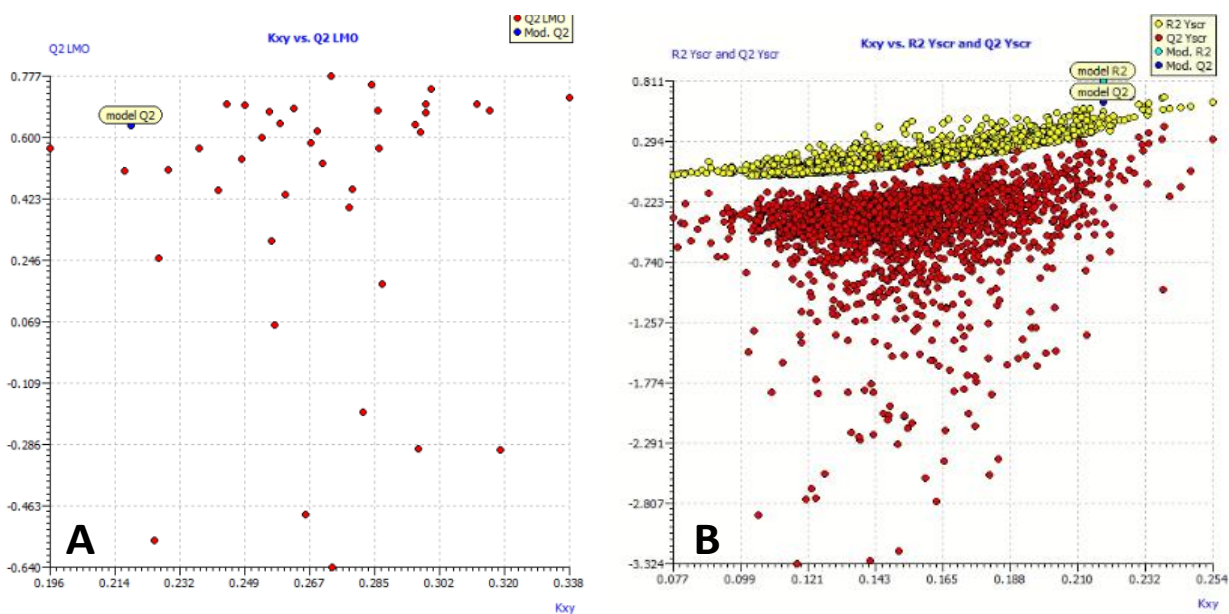 Q2 LMO
Mod. Q2
Kxy vs. Q2 LMO
Q2 LMO
0.777
0.600
0.423
0.246
0.069
-0.109
-0.286
-0.463
-0.640
model Q2
A
0.196 0.214 0.232 0.249 0.267 0.285 0.302 0.320 0.338
Kxy
R2 Yscr
Q2 Yscr
Mod. R2
Mod. Q2
Kxy vs. R2 Yscr and Q2 Yscr
R2 Yscr and Q2 Yscr
model R2
model Q2
0.811
0.294
-0.223
-0.740
-1.257
-1.774
-2.291
-2.807
-3.324
B
0.077 0.099 0.121 0.143 0.165 0.188 0.210 0.232 0.254
Kxy